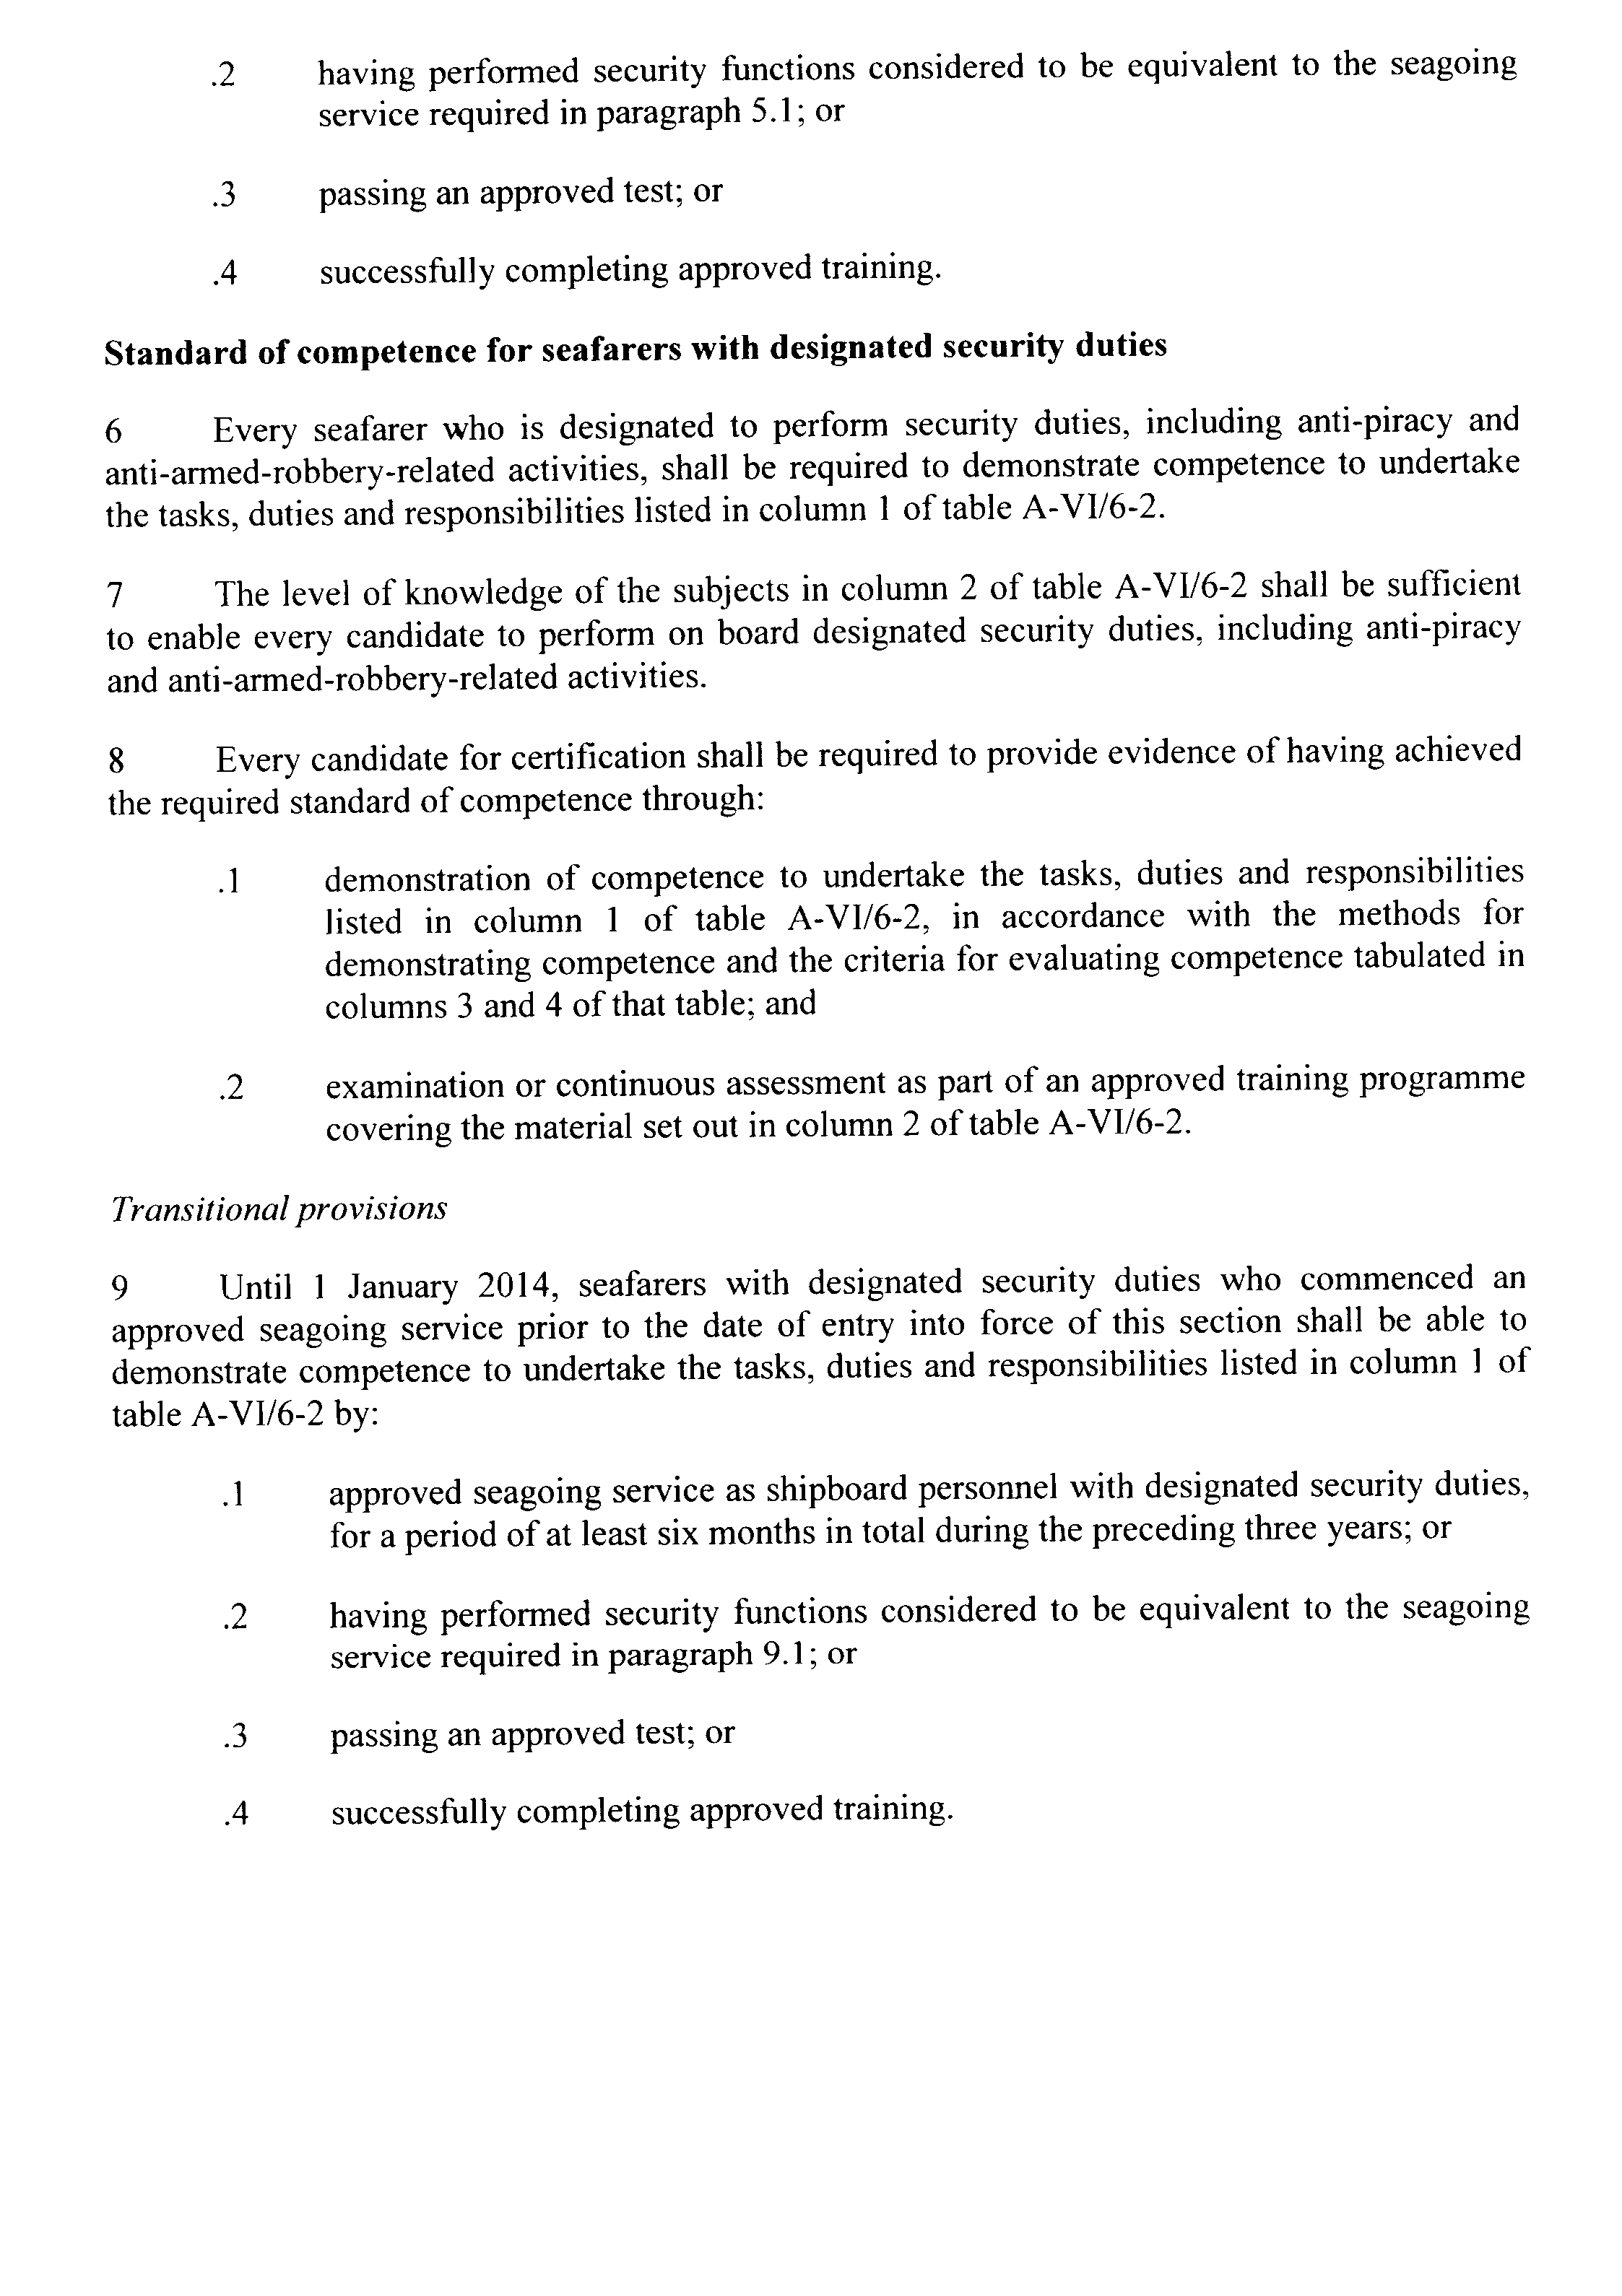 .2 having performed security functions considered to be equivalent to the seagoing
service required in paragraph 5.1; or
.3 passing an approved test; or
.4 successfully completing approved training.
Standard of competence for seafarers with designated security duties
6 Every seafarer who is designated to perform security duties, including anti-piracy and
anti-armed-robbery-related activities, shall be required to demonstrate competence to undertake
the tasks, duties and responsibilities listed in column 1 of table A-VI/6-2.
7 The level of knowledge of the subjects in column 2 of table A-VI/6-2 shall be sufficient
to enable every candidate to perform on board designated security duties, including anti-piracy
and anti-armed-robbery-related activities.
8 Every candidate for certification shall be required to provide evidence of having achieved
the required standard of competence through:
.1 demonstration of competence to undertake the tasks, duties and responsibilities
listed in column 1 of table A-VI/6-2, in accordance with the methods for
demonstrating competence and the criteria for evaluating competence tabulated in
columns 3 and 4 of that table; and
.2 examination or continuous assessment as part of an approved training programme
covering the material set out in column 2 of table A-VI/6-2.
Transitional provisions
9 Until 1 January 2014, seafarers with designated security duties who commenced an
approved seagoing service prior to the date of entry into force of this section shall be able to
demonstrate competence to undertake the tasks, duties and responsibilities listed in column 1 of
table A-VI/6-2 by:
.1 approved seagoing service as shipboard personnel with designated security duties,
for a period of at least six months in total during the preceding three years; or
.2 having performed security functions considered to be equivalent to the seagoing
service required in paragraph 9.1; or
.3 passing an approved test; or
.4 successfully completing approved training.